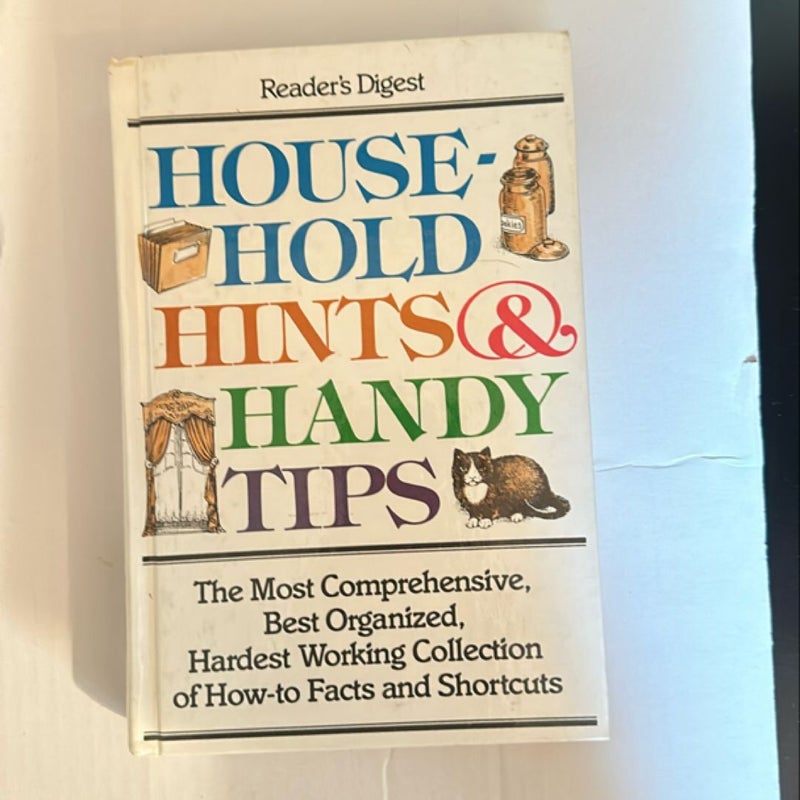 Reader's Digest
HOUSE-
HOLD
HINTS &
HANDY
TIPS
The Most Comprehensive,
Best Organized,
Hardest Working Collection
of How-to Facts and Shortcuts